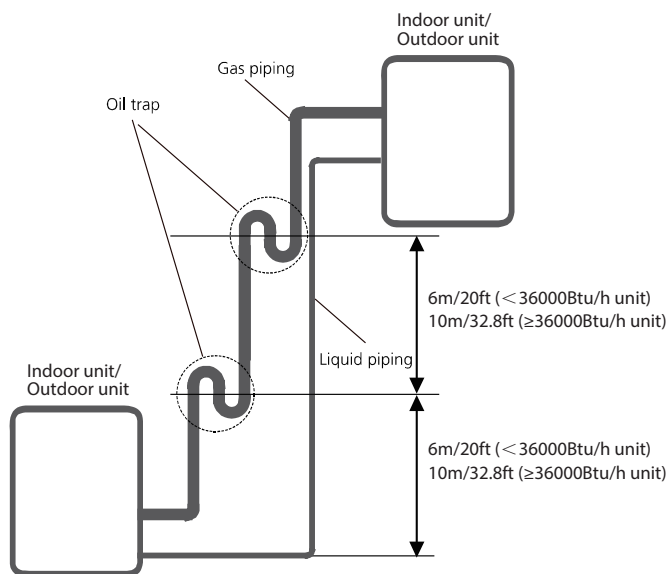 Indoor unit/
Outdoor unit
Gas piping
Oil trap
6m/20ft (<36000Btu/h unit)
10m/32.8ft (≥36000Btu/h unit)
Liquid piping
Indoor unit/
Outdoor unit
6m/20ft (<36000Btu/h unit)
10m/32.8ft (≥36000Btu/h unit)